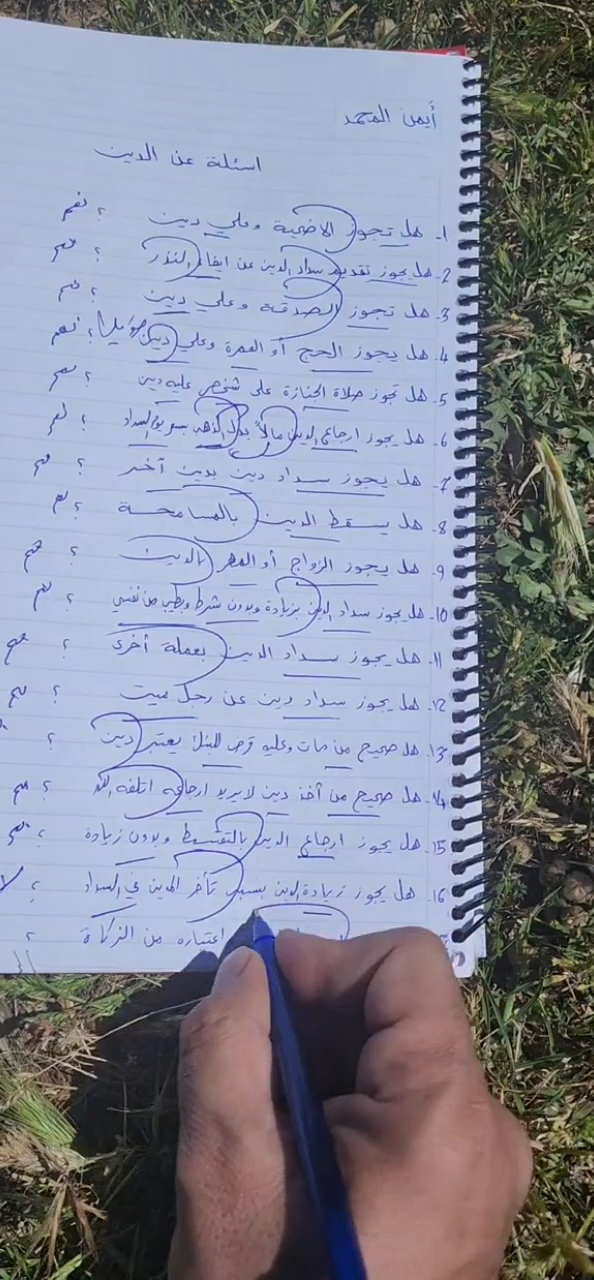 أيمن المحمد
اسئلة عن الدين
1. هل تجوز الاضحية وعلي دين ؟ نعم
2. هل يجوز تقديم سداد الدين عن ايفاء النذر ؟ نعم
3. هل تجوز الصدقة وعلي دين ؟ نعم
4. هل يجوز الحج أو العمرة وعلي دين ؟ نعم
5. هل تجوز صلاة الجنازة على شخص عليه دين ؟ نعم
6. هل يجوز ارجاع الدين مالاً بدل الذهب السداد ؟ نعم
7. هل يجوز سداد دين بدين آخر ؟ نعم
8. هل يسقط الدين بالمسامحة ؟ نعم
9. هل يجوز الزواج أو المهر بالدين ؟ نعم
10. هل يجوز سداد الدين بزيادة وبدون شرط وبطيب من نفسي ؟ نعم
11. هل يجوز سداد الدين بعملة أخرى ؟ نعم
12. هل يجوز سداد دين عن رجل ميت ؟ نعم
13. هل صحيح من مات وعليه قرض للبنك يعتبر دين ؟
14. هل صحيح من أخذ دين لا يريد ارجاعه اتلفه الله ؟ نعم
15. هل يجوز ارجاع الدين بالتقسيط وبدون زيادة ؟ نعم
16. هل يجوز زيادة الدين بسبب تأخر المدين في السداد ؟ لا
اعتباره من الزكاة ؟